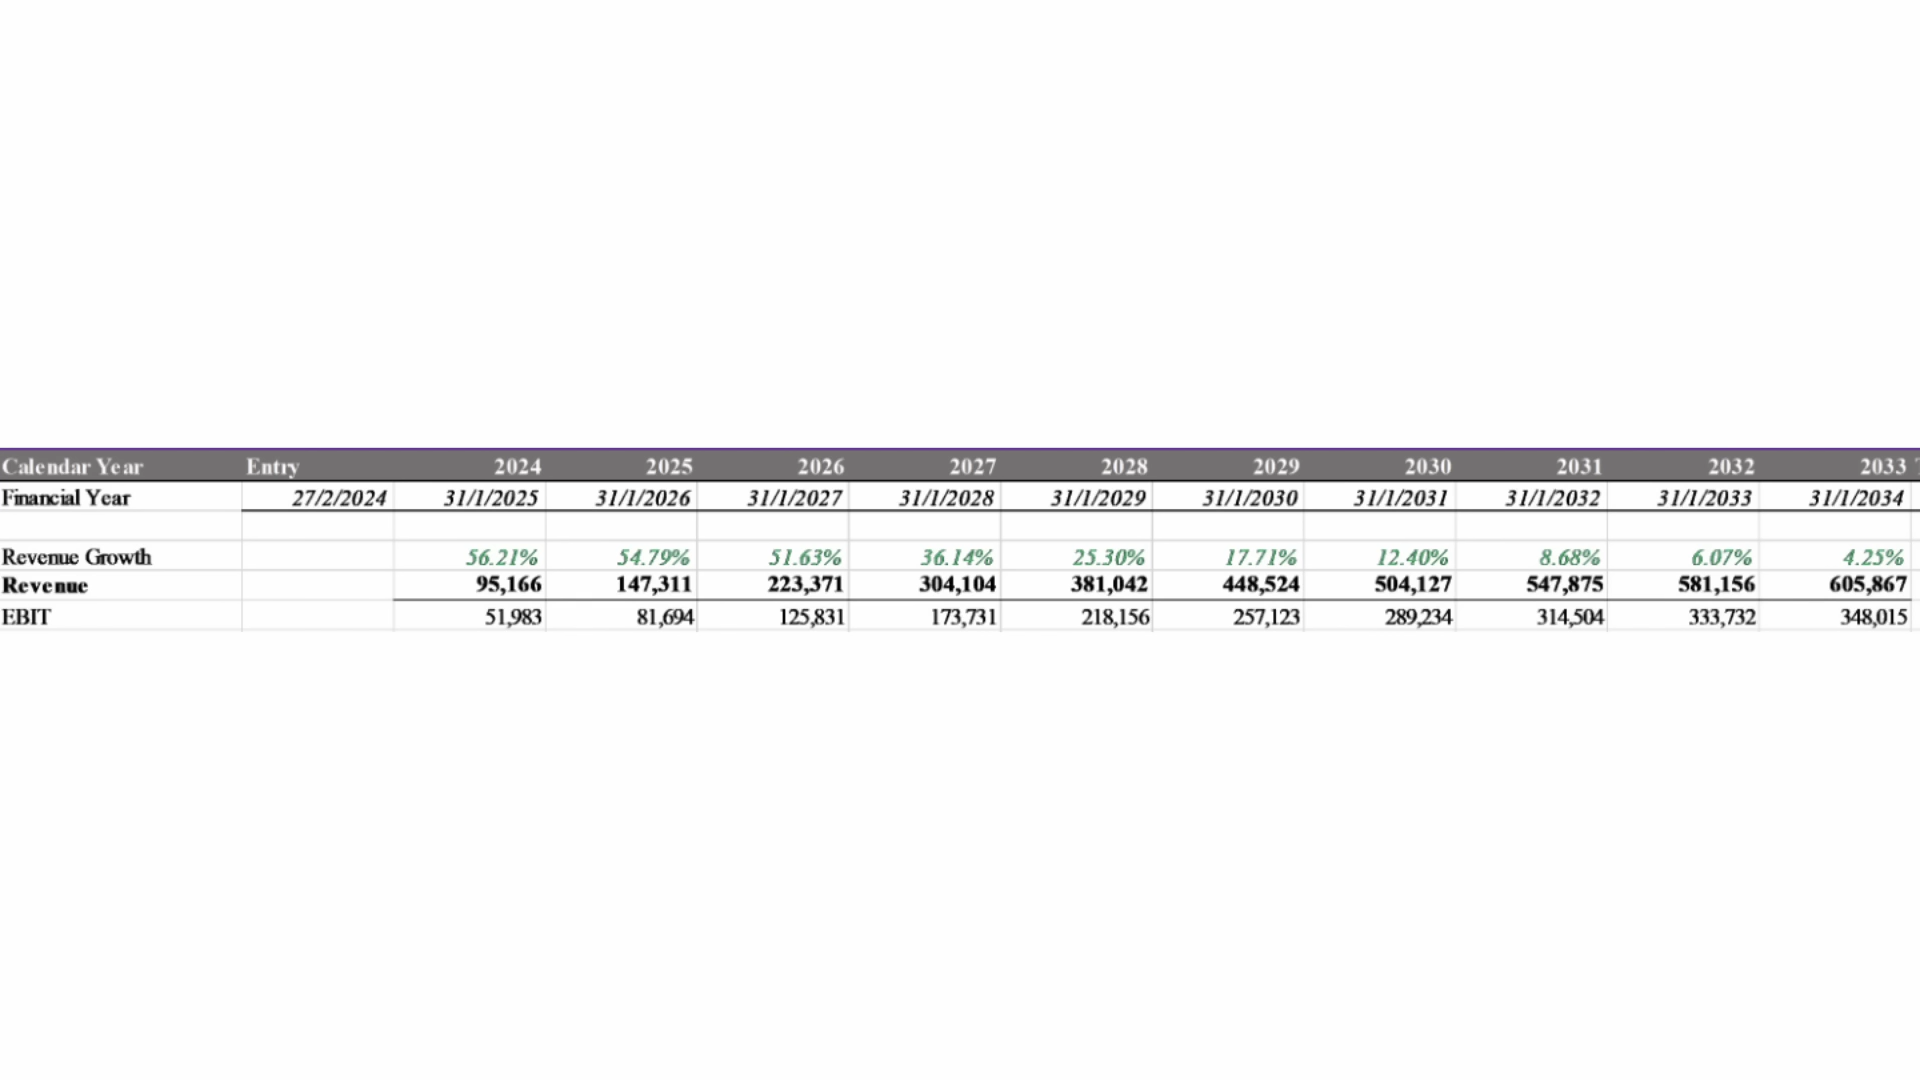 Calendar Year Entry 2024 2025 2026 2027 2028 2029 2030 2031 2032 2033
Financial Year 27/2/2024 31/1/2025 31/1/2026 31/1/2027 31/1/2028 31/1/2029 31/1/2030 31/1/2031 31/1/2032 31/1/2033 31/1/2034
Revenue Growth 56.21% 54.79% 51.63% 36.14% 25.30% 17.71% 12.40% 8.68% 6.07% 4.25%
Revenue 95,166 147,311 223,371 304,104 381,042 448,524 504,127 547,875 581,156 605,867
EBIT 51,983 81,694 125,831 173,731 218,156 257,123 289,234 314,504 333,732 348,015